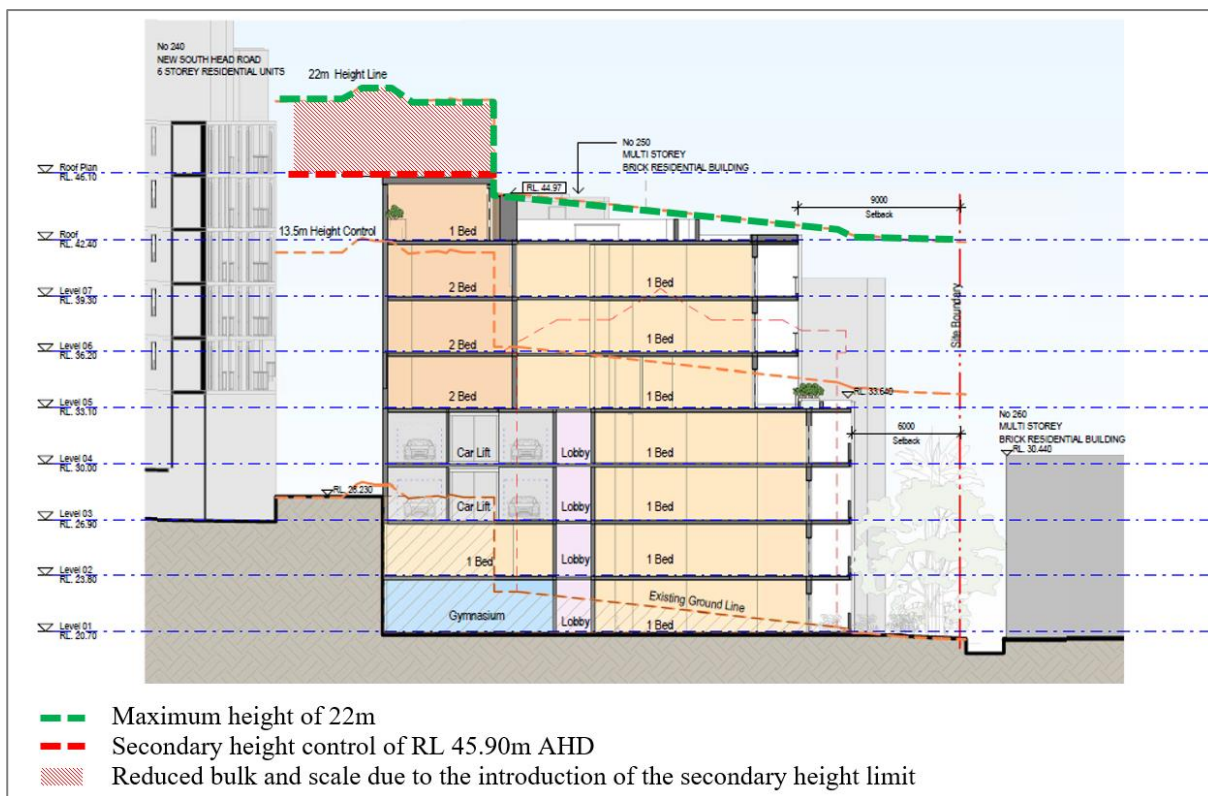 No 240
NEW SOUTH HEAD ROAD
6 STOREY RESIDENTIAL UNITS
22m Height Line
No 250
MULTI STOREY
BRICK RESIDENTIAL BUILDING
Roof Plan
RL. 46.10
RL. 44.97
9000
Setback
13.5m Height Control
1 Bed
Roof
RL. 42.40
2 Bed
1 Bed
Level 07
RL. 39.30
2 Bed
1 Bed
Level 06
RL. 36.20
Site Boundary
2 Bed
1 Bed
RL. 33.640
Level 05
RL. 33.10
6000
Setback
No 260
MULTI STOREY
BRICK RESIDENTIAL BUILDING
RL. 30.440
Car Lift
Lobby
1 Bed
Level 04
RL. 30.00
Car Lift
Lobby
1 Bed
Level 03
RL. 26.90
1 Bed
Lobby
1 Bed
Level 02
RL. 23.80
Existing Ground Line
Gymnasium
Lobby
1 Bed
Level 01
RL. 20.70
Maximum height of 22m
Secondary height control of RL 45.90m AHD
Reduced bulk and scale due to the introduction of the secondary height limit